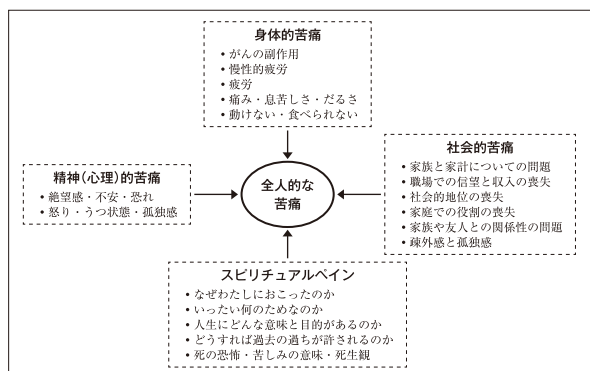 身体的苦痛
• がんの副作用
• 慢性的疲労
• 疲労
• 痛み・息苦しさ・だるさ
• 動けない・食べられない
精神(心理)的苦痛
• 絶望感・不安・恐れ
• 怒り・うつ状態・孤独感
全人的な
苦痛
社会的苦痛
• 家族と家計についての問題
• 職場での信望と収入の喪失
• 社会的地位の喪失
• 家庭での役割の喪失
• 家族や友人との関係性の問題
• 疎外感と孤独感
スピリチュアルペイン
• なぜわたしにおこったのか
• いったい何のためなのか
• 人生にどんな意味と目的があるのか
• どうすれば過去の過ちが許されるのか
• 死の恐怖・苦しみの意味・死生観